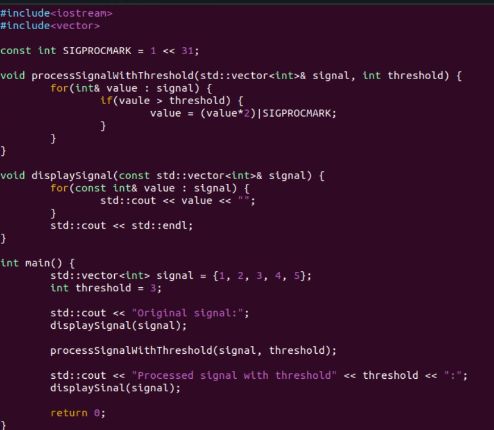 #include<iostream>
#include<vector>
const int SIGPROCMARK = 1 << 31;
void processSignalWithThreshold(std::vector<int>& signal, int threshold) {
for(int& value : signal) {
if(vaule > threshold) {
value = (value*2)|SIGPROCMARK;
}
}
}
void displaySignal(const std::vector<int>& signal) {
for(const int& value : signal) {
std::cout << value << "";
}
std::cout << std::endl;
}
int main() {
std::vector<int> signal = {1, 2, 3, 4, 5};
int threshold = 3;
std::cout << "Original signal:";
displaySignal(signal);
processSignalWithThreshold(signal, threshold);
std::cout << "Processed signal with threshold" << threshold << ":";
displaySinal(signal);
return 0;
}